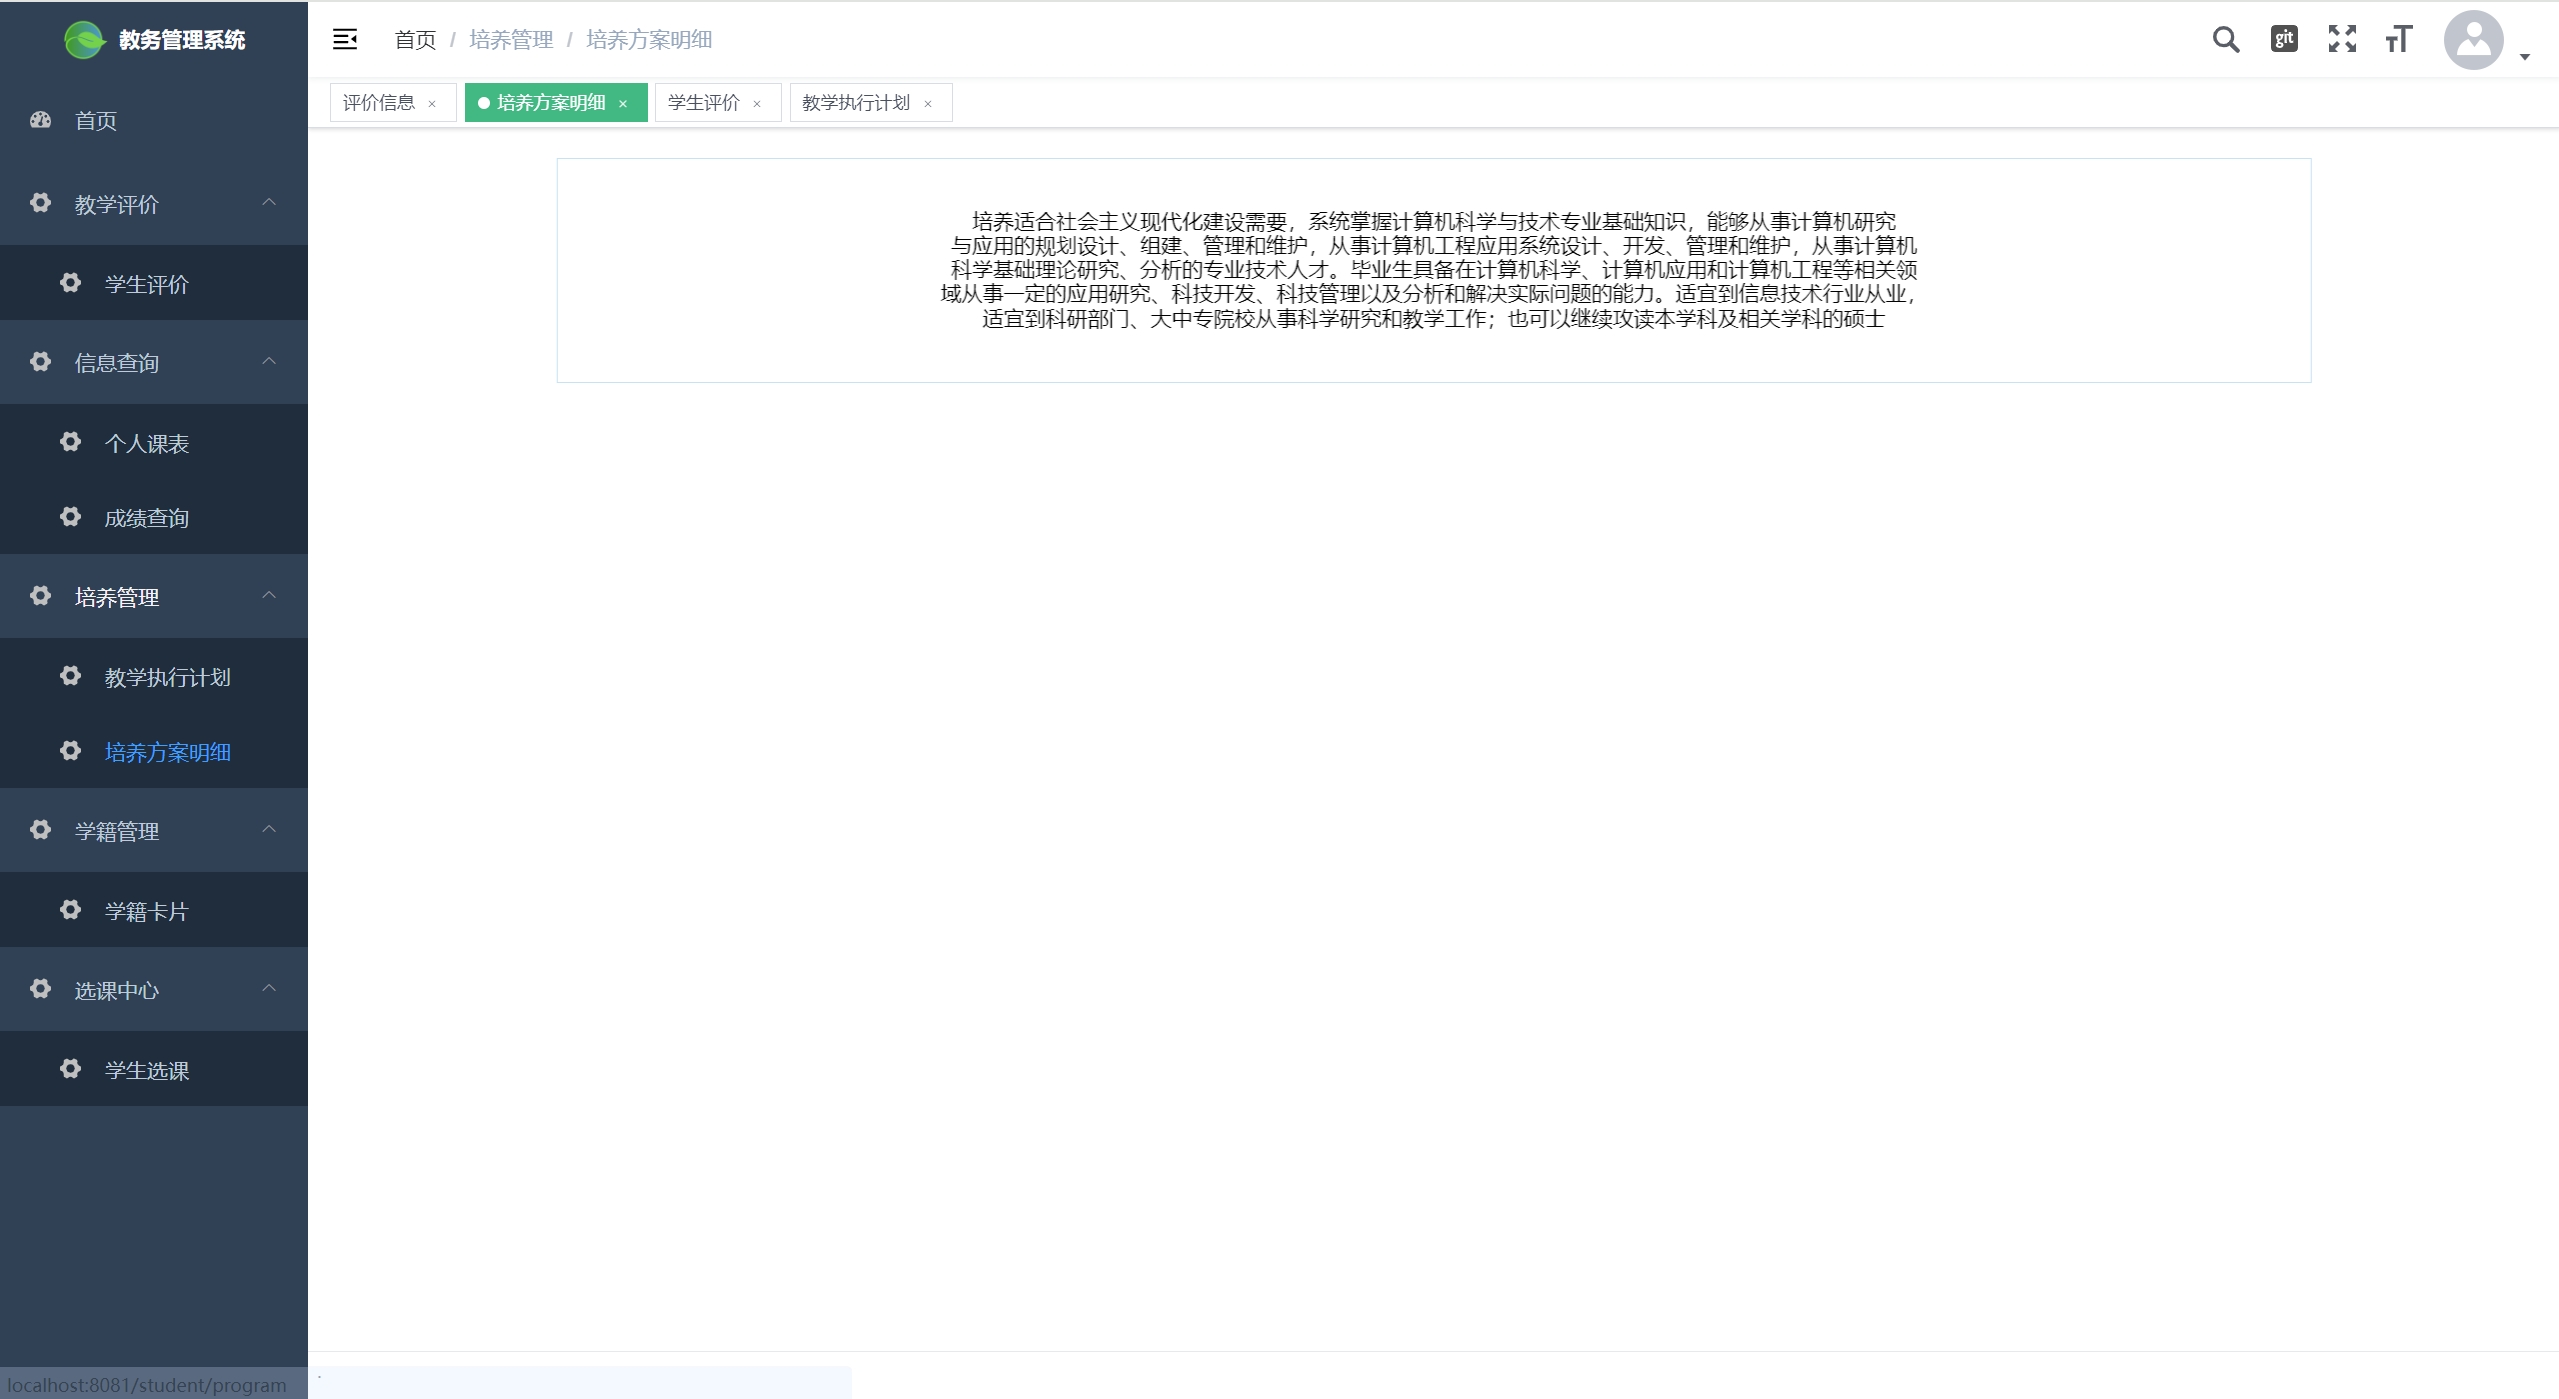 教务管理系统
首页 / 培养管理 / 培养方案明细
git
评价信息 ×
培养方案明细 ×
学生评价 ×
教学执行计划 ×
首页
教学评价
学生评价
信息查询
个人课表
成绩查询
培养管理
教学执行计划
培养方案明细
学籍管理
学籍卡片
选课中心
学生选课
培养适合社会主义现代化建设需要，系统掌握计算机科学与技术专业基础知识，能够从事计算机研究
与应用的规划设计、组建、管理和维护，从事计算机工程应用系统设计、开发、管理和维护，从事计算机
科学基础理论研究、分析的专业技术人才。毕业生具备在计算机科学、计算机应用和计算机工程等相关领
域从事一定的应用研究、科技开发、科技管理以及分析和解决实际问题的能力。适宜到信息技术行业从业，
适宜到科研部门、大中专院校从事科学研究和教学工作；也可以继续攻读本学科及相关学科的硕士
localhost:8081/student/program